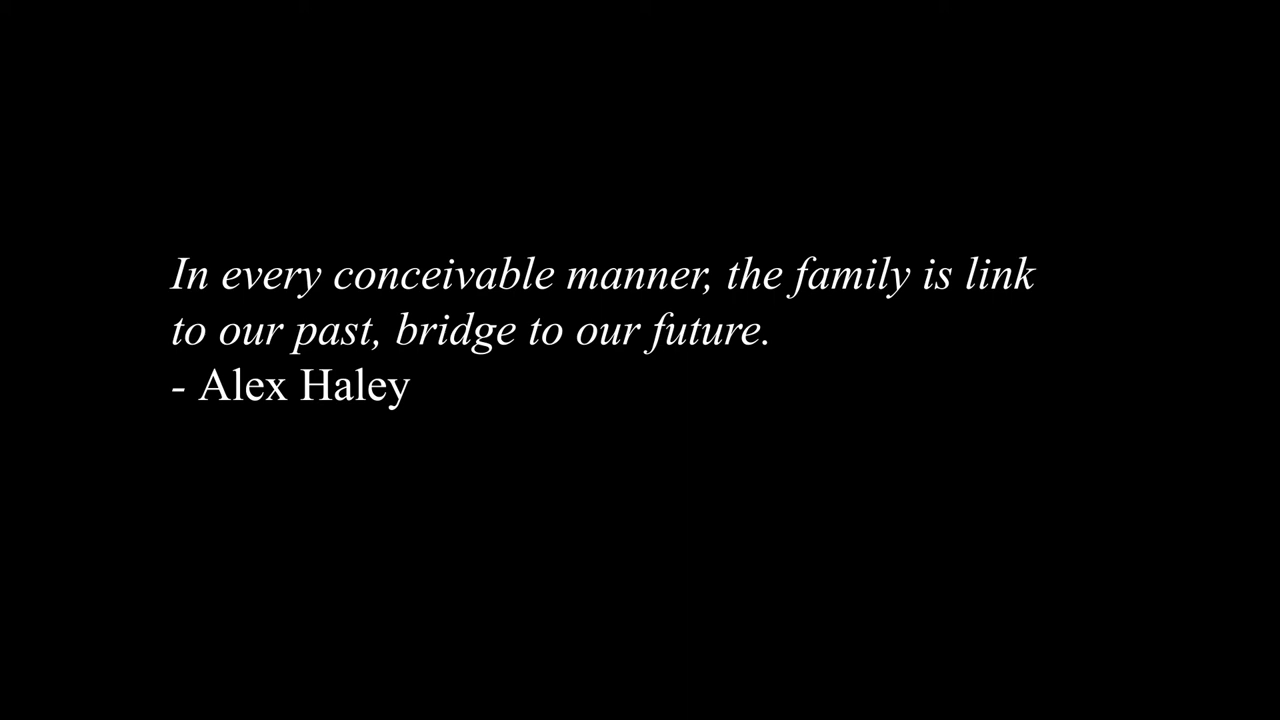 In every conceivable manner, the family is link
to our past, bridge to our future.
- Alex Haley